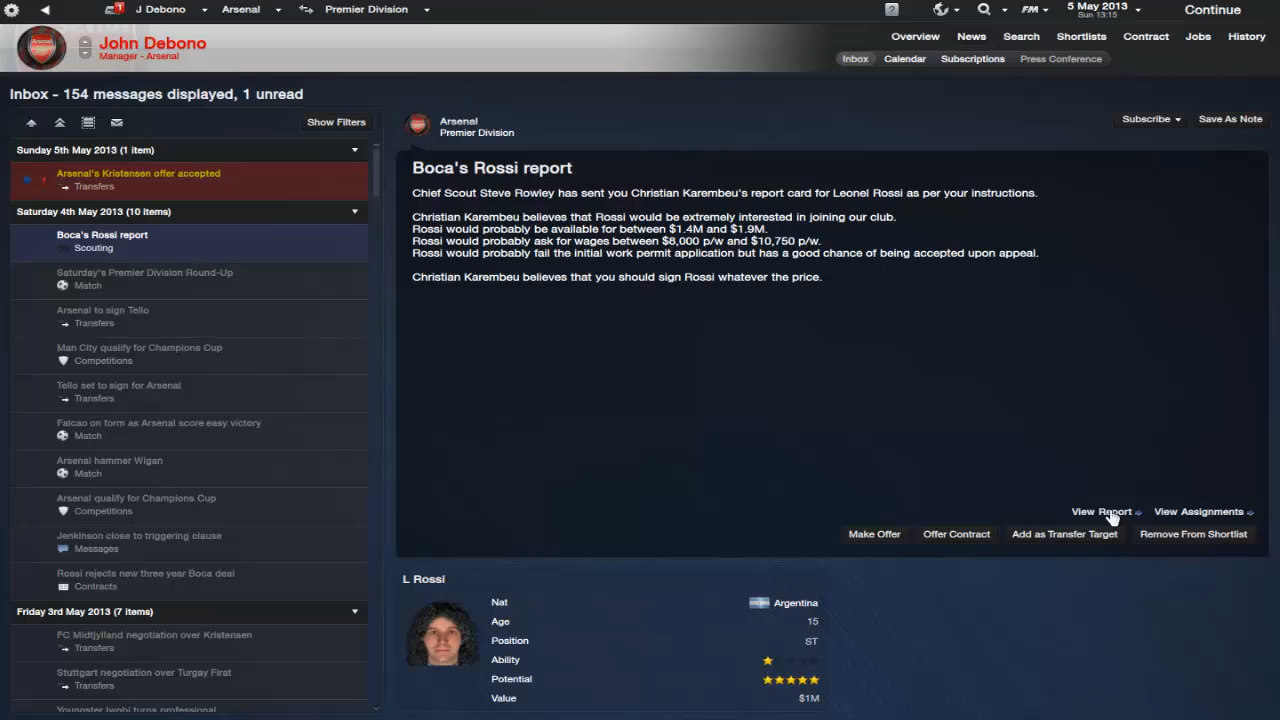 J Debono
Arsenal
Premier Division
?
FM
5 May 2013
Sun 13:15
Continue
John Debono
Manager - Arsenal
Overview
News
Search
Shortlists
Contract
Jobs
History
Inbox
Calendar
Subscriptions
Press Conference
Inbox - 154 messages displayed, 1 unread
Show Filters
Sunday 5th May 2013 (1 item)
Arsenal's Kristensen offer accepted
Transfers
Saturday 4th May 2013 (10 items)
Boca's Rossi report
Scouting
Saturday's Premier Division Round-Up
Match
Arsenal to sign Tello
Transfers
Man City qualify for Champions Cup
Competitions
Tello set to sign for Arsenal
Transfers
Falcao on form as Arsenal score easy victory
Match
Arsenal hammer Wigan
Match
Arsenal qualify for Champions Cup
Competitions
Jenkinson close to triggering clause
Messages
Rossi rejects new three year Boca deal
Contracts
Friday 3rd May 2013 (7 items)
FC Midtjylland negotiation over Kristensen
Transfers
Stuttgart negotiation over Turgay Firat
Transfers
Youngster Iwobi turns professional
Arsenal
Premier Division
Subscribe
Save As Note
Boca's Rossi report
Chief Scout Steve Rowley has sent you Christian Karembeu's report card for Leonel Rossi as per your instructions.
Christian Karembeu believes that Rossi would be extremely interested in joining our club.
Rossi would probably be available for between $1.4M and $1.9M.
Rossi would probably ask for wages between $8,000 p/w and $10,750 p/w.
Rossi would probably fail the initial work permit application but has a good chance of being accepted upon appeal.
Christian Karembeu believes that you should sign Rossi whatever the price.
View Report
View Assignments
Make Offer
Offer Contract
Add as Transfer Target
Remove From Shortlist
L Rossi
Nat Argentina
Age 15
Position ST
Ability
Potential
Value $1M